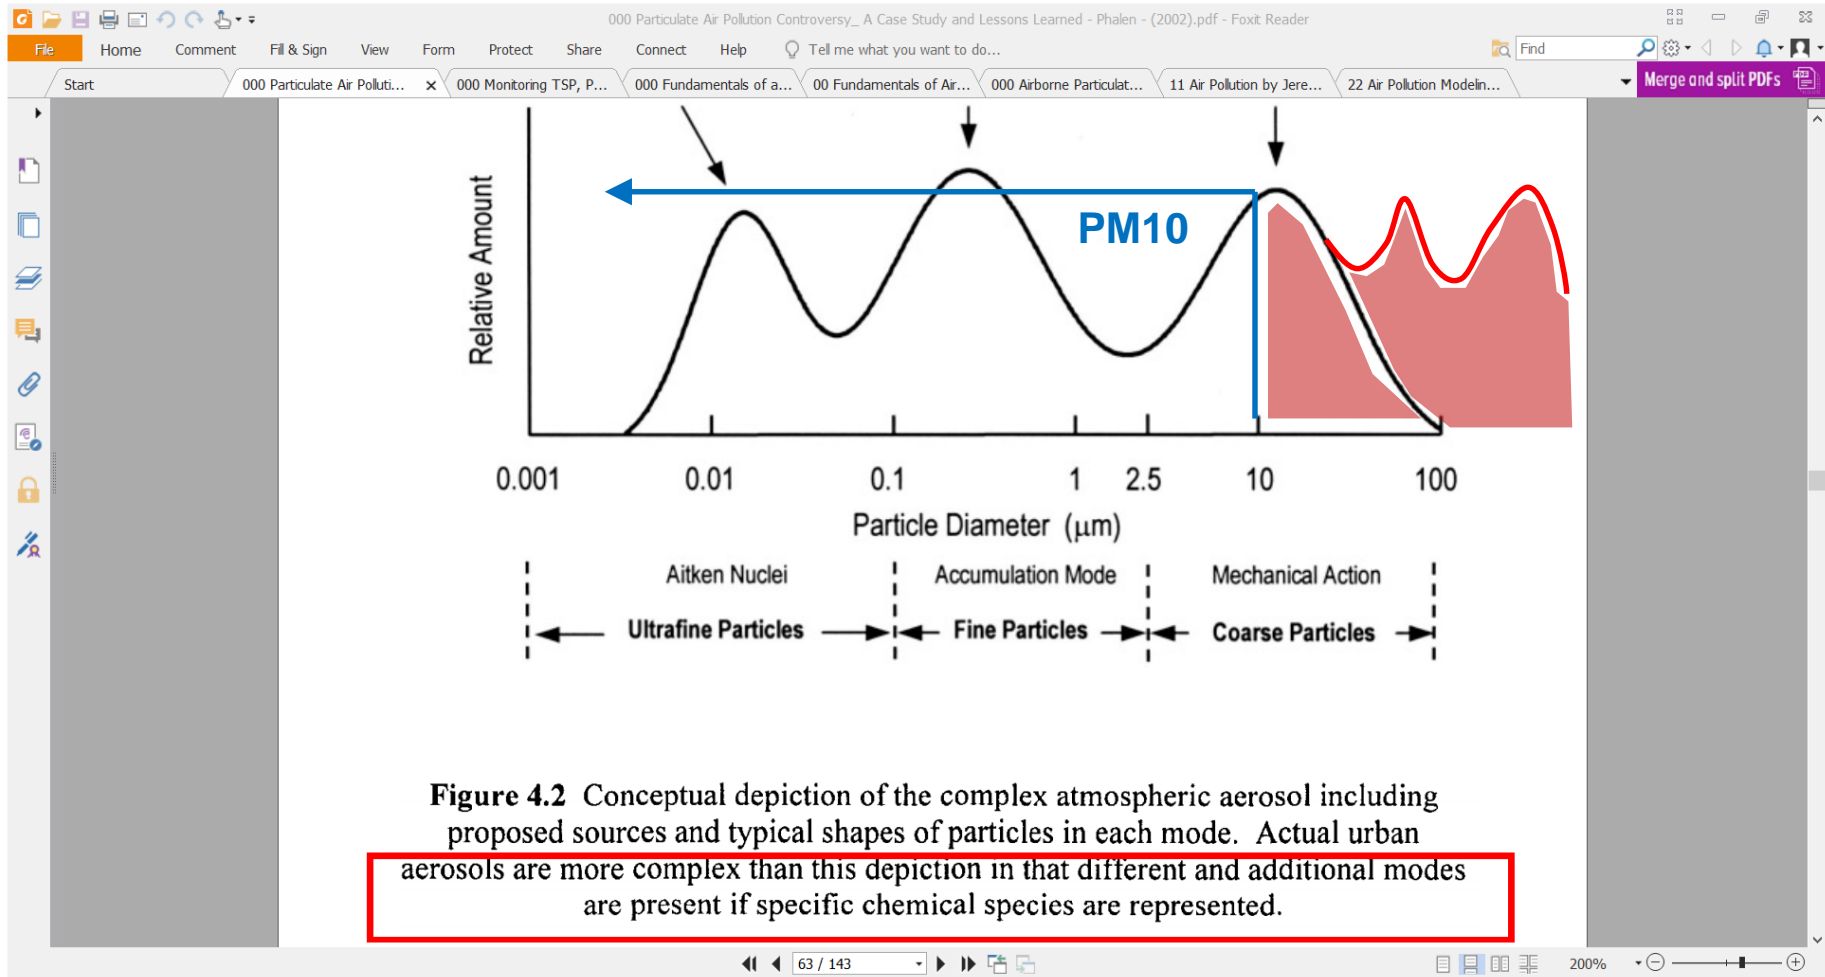 000 Particulate Air Pollution Controversy_ A Case Study and Lessons Learned - Phalen - (2002).pdf - Foxit Reader
File Home Comment Fill & Sign View Form Protect Share Connect Help Tell me what you want to do... Find
Start 000 Particulate Air Polluti... 000 Monitoring TSP, P... 000 Fundamentals of a... 00 Fundamentals of Air... 000 Airborne Particulat... 11 Air Pollution by Jere... 22 Air Pollution Modelin... Merge and split PDFs
Relative Amount
PM10
0.001 0.01 0.1 1 2.5 10 100
Particle Diameter (µm)
Aitken Nuclei Accumulation Mode Mechanical Action
Ultrafine Particles Fine Particles Coarse Particles
Figure 4.2 Conceptual depiction of the complex atmospheric aerosol including
proposed sources and typical shapes of particles in each mode. Actual urban
aerosols are more complex than this depiction in that different and additional modes
are present if specific chemical species are represented.
63 / 143 200%